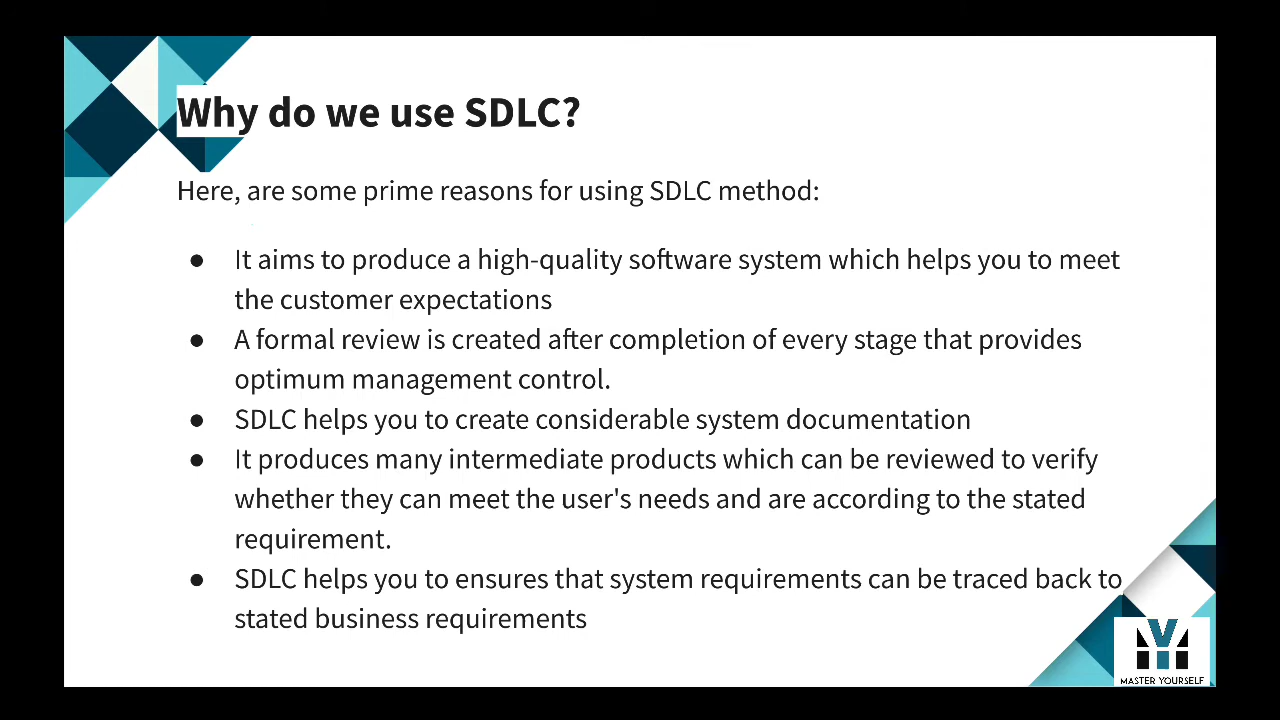 Why do we use SDLC?
Here, are some prime reasons for using SDLC method:
● It aims to produce a high-quality software system which helps you to meet
the customer expectations
● A formal review is created after completion of every stage that provides
optimum management control.
● SDLC helps you to create considerable system documentation
● It produces many intermediate products which can be reviewed to verify
whether they can meet the user's needs and are according to the stated
requirement.
● SDLC helps you to ensures that system requirements can be traced back to
stated business requirements
MASTER YOURSELF